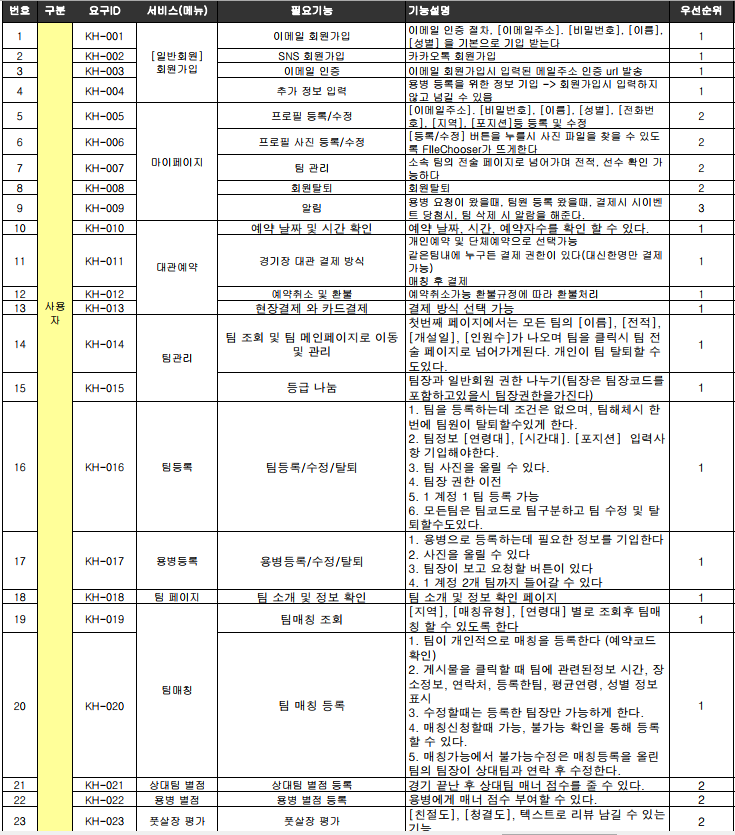 번호 구분 요구ID 서비스(메뉴) 필요기능 기능설명 우선순위
사용자
1 KH-001 [일반회원] 회원가입 이메일 회원가입 이메일 인증 절차, [이메일주소], [비밀번호], [이름],
[성별] 을 기본으로 기입 받는다 1
2 KH-002 SNS 회원가입 카카오톡 회원가입 1
3 KH-003 이메일 인증 이메일 회원가입시 입력된 메일주소 인증 url 발송 1
4 KH-004 추가 정보 입력 용병 등록을 위한 정보 기입 -> 회원가입시 입력하지
않고 넘길 수 있음 1
5 KH-005 마이페이지 프로필 등록/수정 [이메일주소], [비밀번호], [이름], [성별], [전화번
호], [지역], [포지션]등 등록 및 수정 2
6 KH-006 프로필 사진 등록/수정 [등록/수정] 버튼을 누를시 사진 파일을 찾을 수 있도
록 FIleChooser가 뜨게한다 2
7 KH-007 팀 관리 소속 팀의 전술 페이지로 넘어가며 전적, 선수 확인 가
능하다 2
8 KH-008 회원탈퇴 회원탈퇴 2
9 KH-009 알림 용병 요청이 왔을때, 팀원 등록 왔을때, 결제시 시이벤
트 당첨시, 팀 삭제 시 알람을 해준다. 3
10 KH-010 대관예약 예약 날짜 및 시간 확인 예약 날짜, 시간, 예약자수를 확인 할 수 있다. 1
11 KH-011 경기장 대관 결제 방식 개인예약 및 단체예약으로 선택가능
같은팀내에 누구든 결제 권한이 있다(대신한명만 결제
가능)
매칭 후 결제 1
12 KH-012 예약취소 및 환불 예약취소가능 환불규정에 따라 환불처리 1
13 KH-013 현장결제 와 카드결제 결제 방식 선택 가능 1
14 KH-014 팀관리 팀 조회 및 팀 메인페이지로 이동
및 관리 첫번째 페이지에서는 모든 팀의 [이름], [전적],
[개설일], [인원수]가 나오며 팀을 클릭시 팀 전
술 페이지로 넘어가게된다. 개인이 팀 탈퇴할 수
도있다. 1
15 KH-015 등급 나눔 팀장과 일반회원 권한 나누기(팀장은 팀장코드를
포함하고있을시 팀장권한을가진다) 1
16 KH-016 팀등록 팀등록/수정/탈퇴 1. 팀을 등록하는데 조건은 없으며, 팀해체시 한
번에 팀원이 탈퇴할수있게 한다.
2. 팀정보 [연령대], [시간대]. [포지션] 입력사
항 기입해야한다.
3. 팀 사진을 올릴 수 있다.
4. 팀장 권한 이전
5. 1 계정 1 팀 등록 가능
6. 모든팀은 팀코드로 팀구분하고 팀 수정 및 탈
퇴할수도있다. 1
17 KH-017 용병등록 용병등록/수정/탈퇴 1. 용병으로 등록하는데 필요한 정보를 기입한다
2. 사진을 올릴 수 있다
3. 팀장이 보고 요청할 버튼이 있다
4. 1 계정 2개 팀까지 들어갈 수 있다 1
18 KH-018 팀 페이지 팀 소개 및 정보 확인 팀 소개 및 정보 확인 페이지 1
19 KH-019 팀매칭 팀매칭 조회 [지역], [매칭유형], [연령대] 별로 조회후 팀매
칭 할 수 있도록 한다 1
20 KH-020 팀 매칭 등록 1. 팀이 개인적으로 매칭을 등록한다 (예약코드
확인)
2. 게시물을 클릭할 때 팀에 관련된정보 시간, 장
소정보, 연락처, 등록한팀, 평균연령, 성별 정보
표시
3. 수정할때는 등록한 팀장만 가능하게 한다.
4. 매칭신청할때 가능, 불가능 확인을 통해 등록
할 수 있다.
5. 매칭가능에서 불가능수정은 매칭등록을 올린
팀의 팀장이 상대팀과 연락 후 수정한다. 1
21 KH-021 상대팀 별점 상대팀 별점 등록 경기 끝난 후 상대팀 매너 점수를 줄 수 있다. 2
22 KH-022 용병 별점 용병 별점 등록 용병에게 매너 점수 부여할 수 있다. 2
23 KH-023 풋살장 평가 풋살장 평가 [친절도], [청결도], 텍스트로 리뷰 남길 수 있는
기능 2